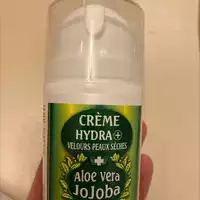 CRÈME
HYDRA+
VELOURS PEAUX SÈCHES
Aloe Vera
JoJoba